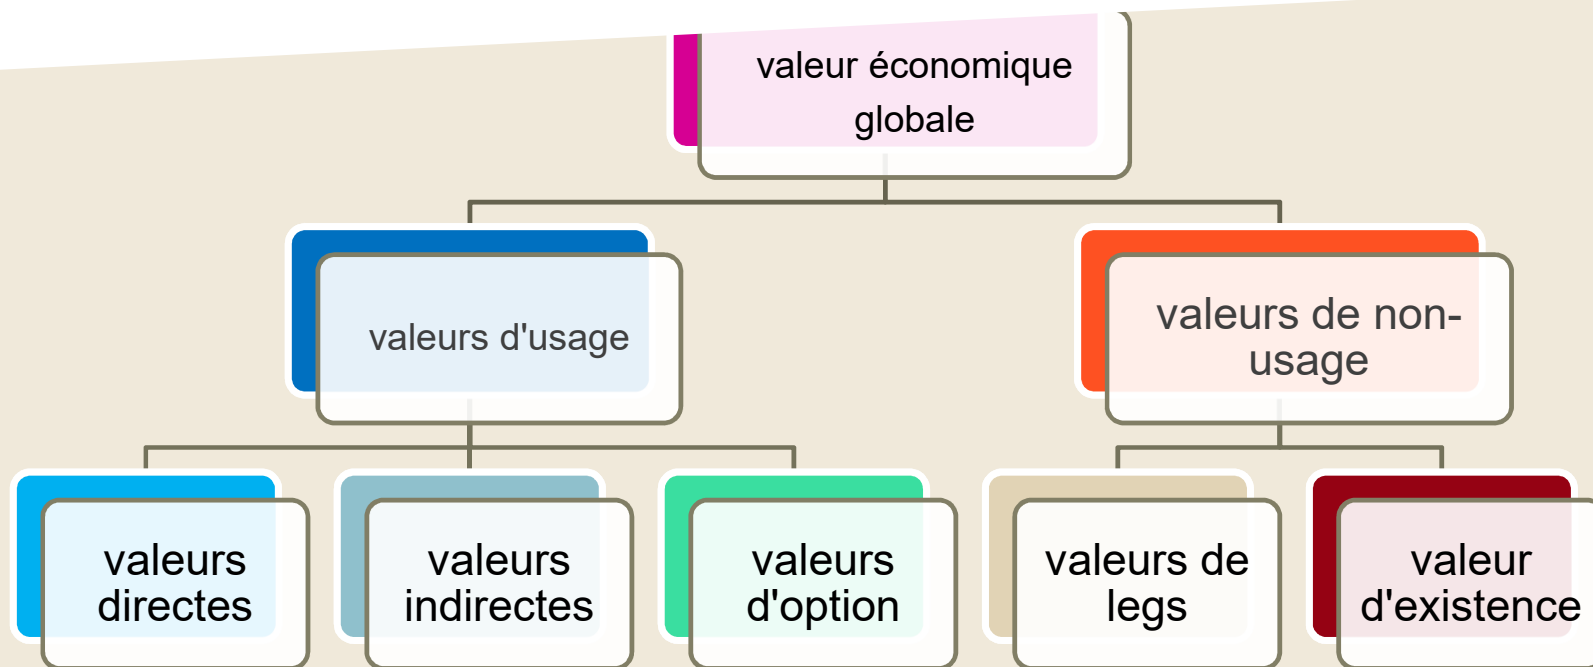 valeur économique
globale
valeurs d'usage
valeurs de non-
usage
valeurs
directes
valeurs
indirectes
valeurs
d'option
valeurs de
legs
valeur
d'existence